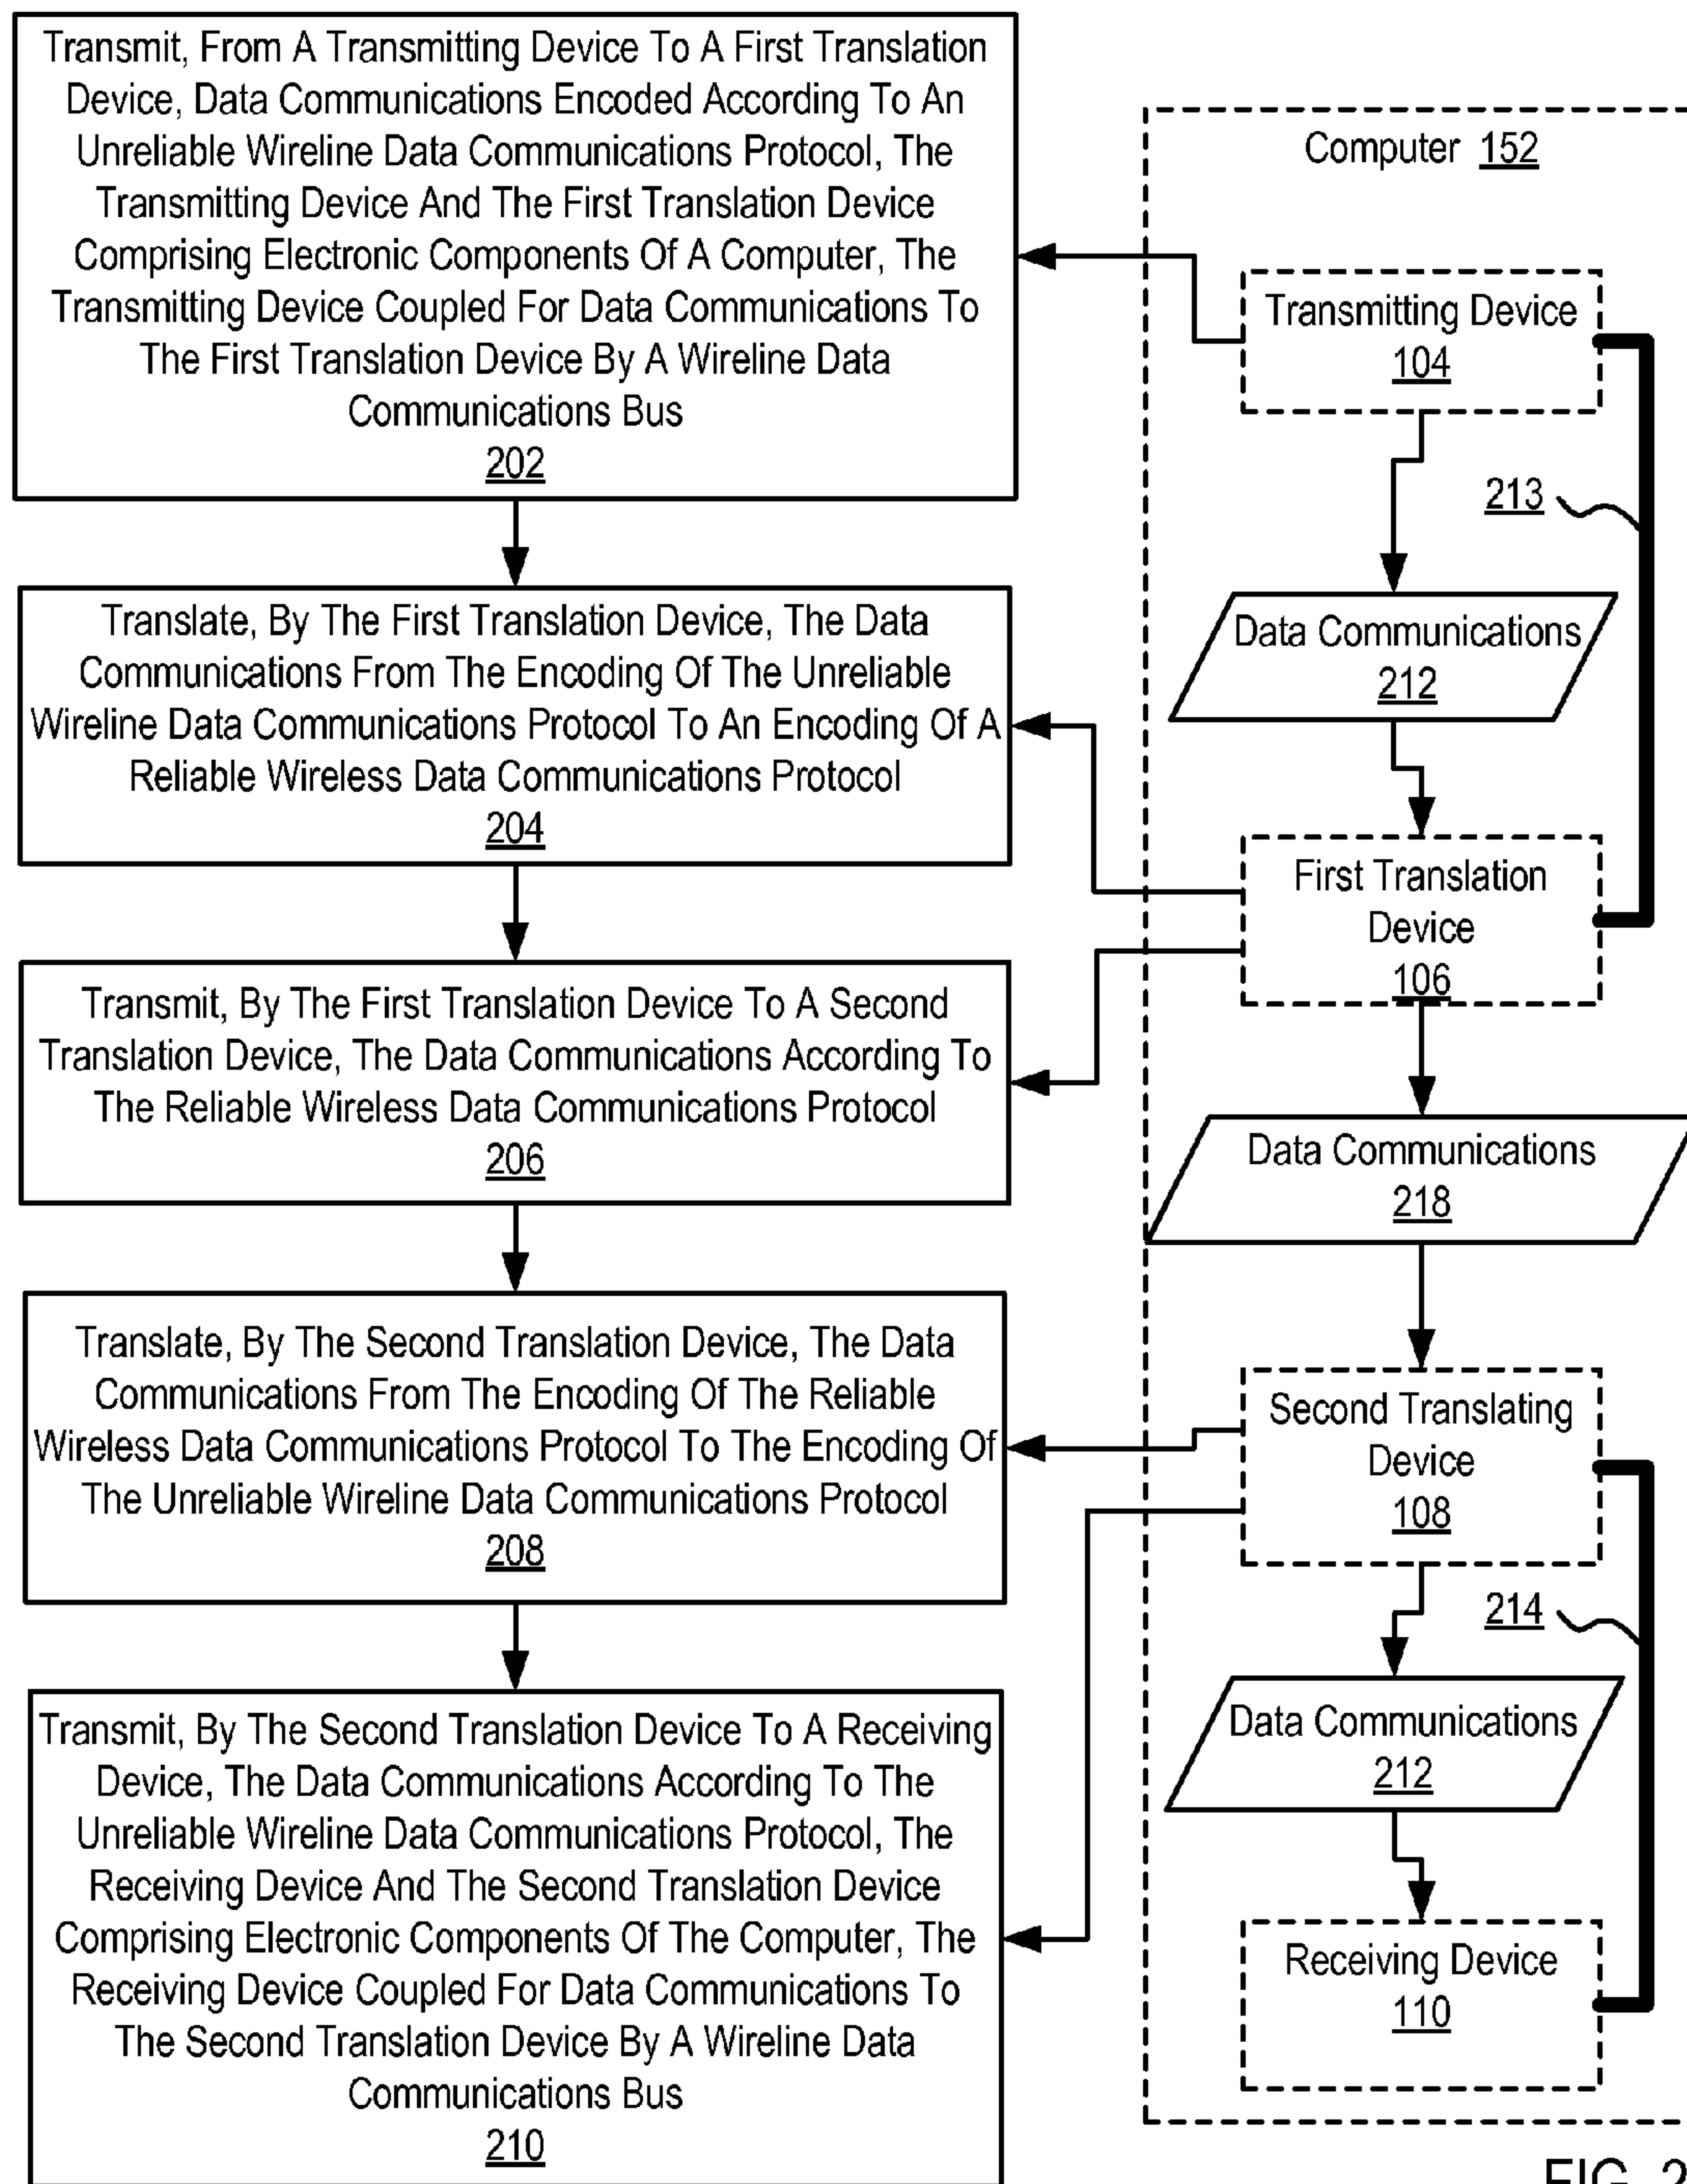 Transmit, From A Transmitting Device To A First Translation
Device, Data Communications Encoded According To An
Unreliable Wireline Data Communications Protocol, The
Transmitting Device And The First Translation Device
Comprising Electronic Components Of A Computer, The
Transmitting Device Coupled For Data Communications To
The First Translation Device By A Wireline Data
Communications Bus
202
Translate, By The First Translation Device, The Data
Communications From The Encoding Of The Unreliable
Wireline Data Communications Protocol To An Encoding Of A
Reliable Wireless Data Communications Protocol
204
Transmit, By The First Translation Device To A Second
Translation Device, The Data Communications According To
The Reliable Wireless Data Communications Protocol
206
Translate, By The Second Translation Device, The Data
Communications From The Encoding Of The Reliable
Wireless Data Communications Protocol To The Encoding Of
The Unreliable Wireline Data Communications Protocol
208
Transmit, By The Second Translation Device To A Receiving
Device, The Data Communications According To The
Unreliable Wireline Data Communications Protocol, The
Receiving Device And The Second Translation Device
Comprising Electronic Components Of The Computer, The
Receiving Device Coupled For Data Communications To
The Second Translation Device By A Wireline Data
Communications Bus
210
Computer 152
Transmitting Device
104
213
Data Communications
212
First Translation
Device
106
Data Communications
218
Second Translating
Device
108
214
Data Communications
212
Receiving Device
110
FIG. 2